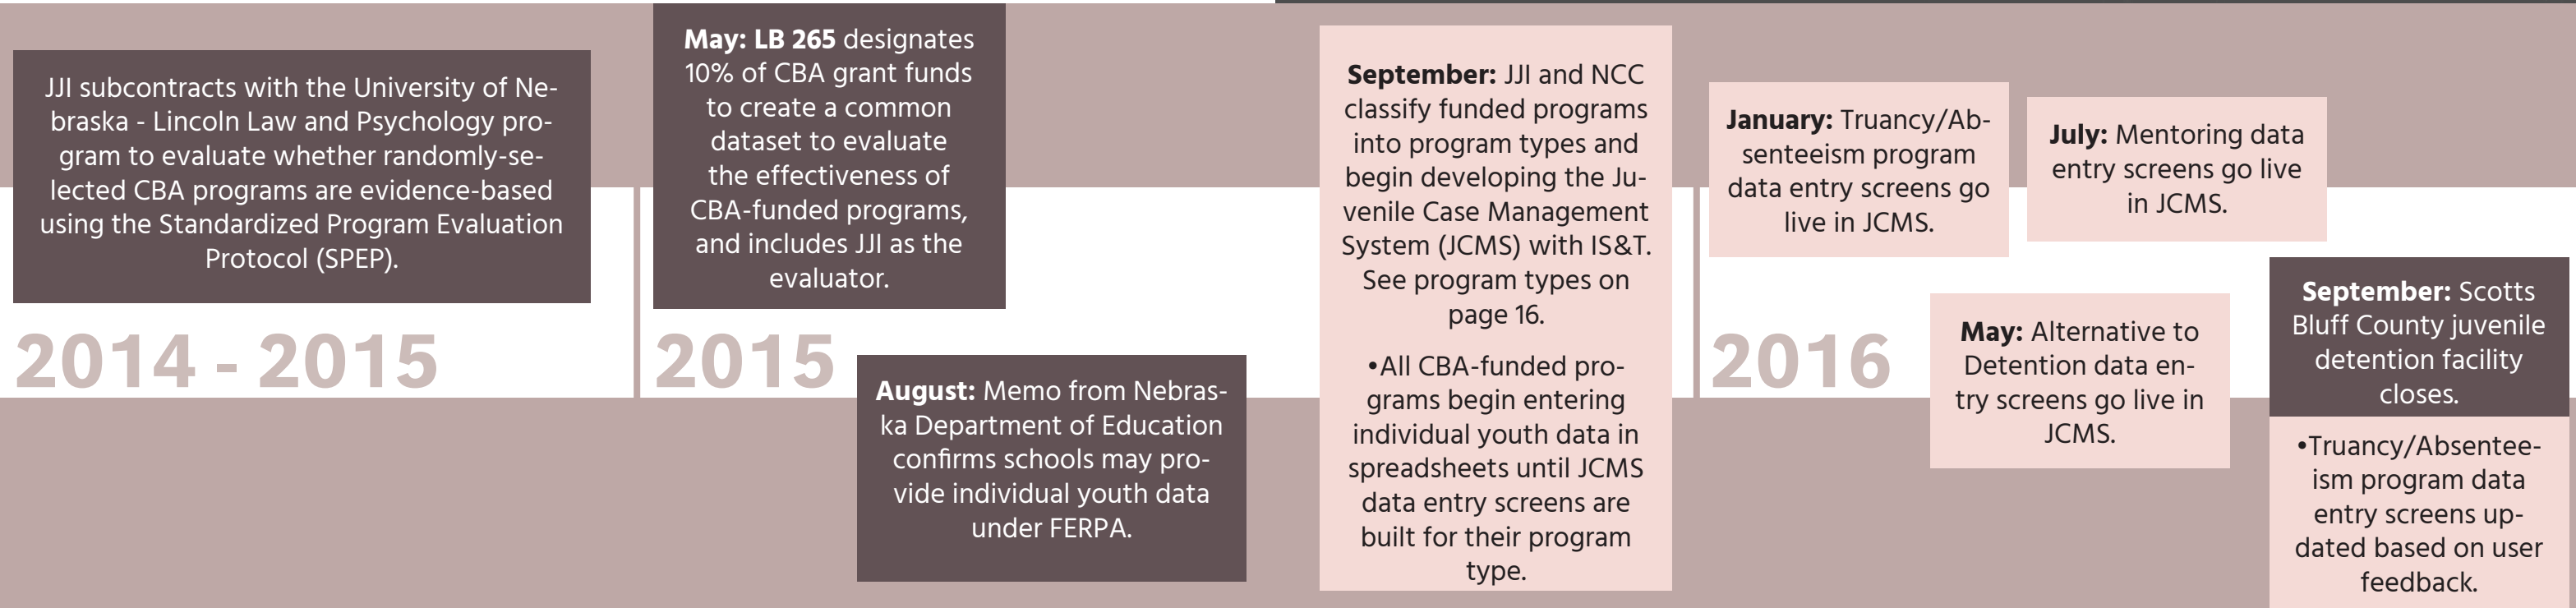 JJI subcontracts with the University of Ne-
braska - Lincoln Law and Psychology pro-
gram to evaluate whether randomly-se-
lected CBA programs are evidence-based
using the Standardized Program Evaluation
Protocol (SPEP).
2014 - 2015
May: LB 265 designates
10% of CBA grant funds
to create a common
dataset to evaluate
the effectiveness of
CBA-funded programs,
and includes JJI as the
evaluator.
2015
August: Memo from Nebras-
ka Department of Education
confirms schools may pro-
vide individual youth data
under FERPA.
September: JJI and NCC
classify funded programs
into program types and
begin developing the Ju-
venile Case Management
System (JCMS) with IS&T.
See program types on
page 16.
•All CBA-funded pro-
grams begin entering
individual youth data in
spreadsheets until JCMS
data entry screens are
built for their program
type.
2016
January: Truancy/Ab-
senteeism program
data entry screens go
live in JCMS.
May: Alternative to
Detention data en-
try screens go live in
JCMS.
July: Mentoring data
entry screens go live
in JCMS.
September: Scotts
Bluff County juvenile
detention facility
closes.
•Truancy/Absentee-
ism program data
entry screens up-
dated based on user
feedback.